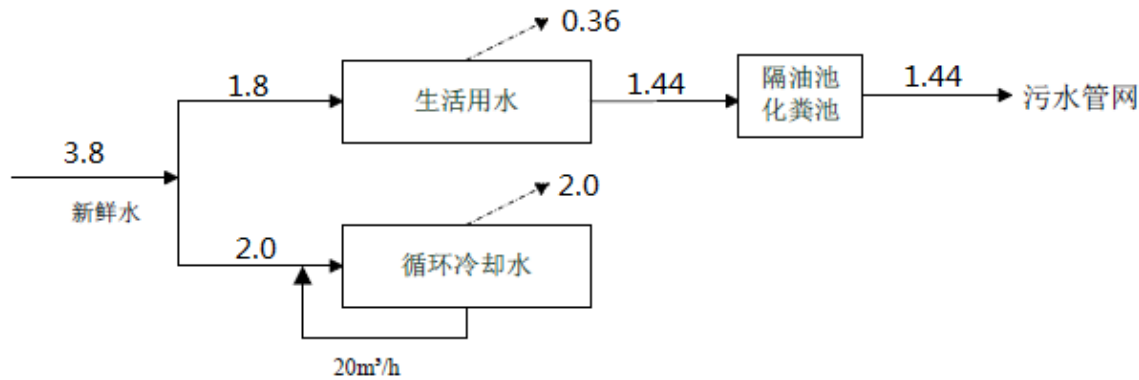 0.36
1.8
生活用水
1.44
隔油池
化粪池
1.44
污水管网
3.8
新鲜水
2.0
2.0
循环冷却水
20m³/h